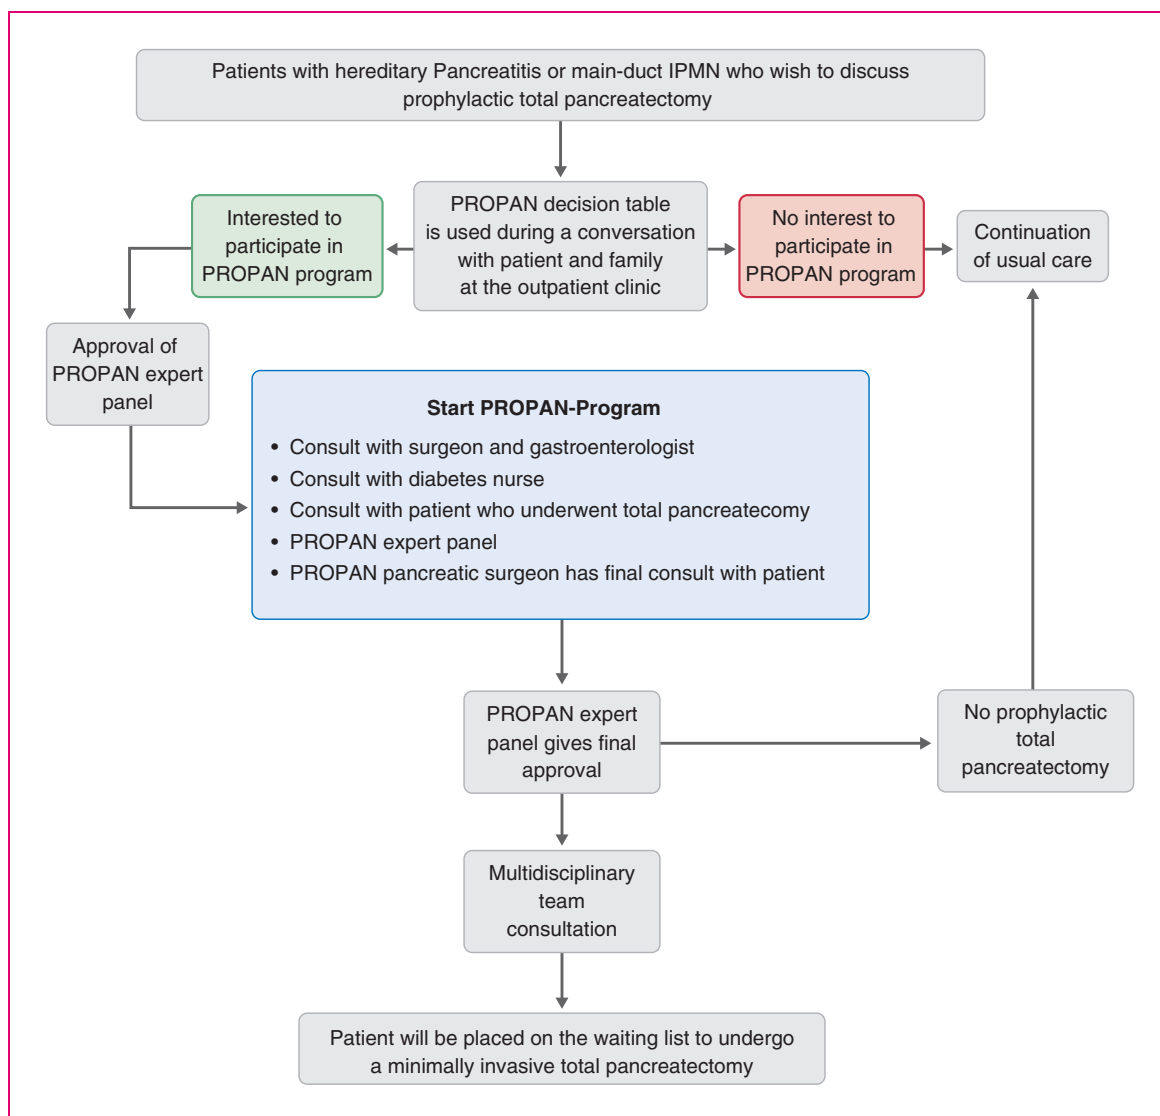 Patients with hereditary Pancreatitis or main-duct IPMN who wish to discuss
prophylactic total pancreatectomy
Interested to
participate in
PROPAN program
PROPAN decision table
is used during a conversation
with patient and family
at the outpatient clinic
No interest to
participate in
PROPAN program
Continuation
of usual care
Approval of
PROPAN expert
panel
Start PROPAN-Program
• Consult with surgeon and gastroenterologist
• Consult with diabetes nurse
• Consult with patient who underwent total pancreatecomy
• PROPAN expert panel
• PROPAN pancreatic surgeon has final consult with patient
PROPAN expert
panel gives final
approval
No prophylactic
total
pancreatectomy
Multidisciplinary
team
consultation
Patient will be placed on the waiting list to undergo
a minimally invasive total pancreatectomy